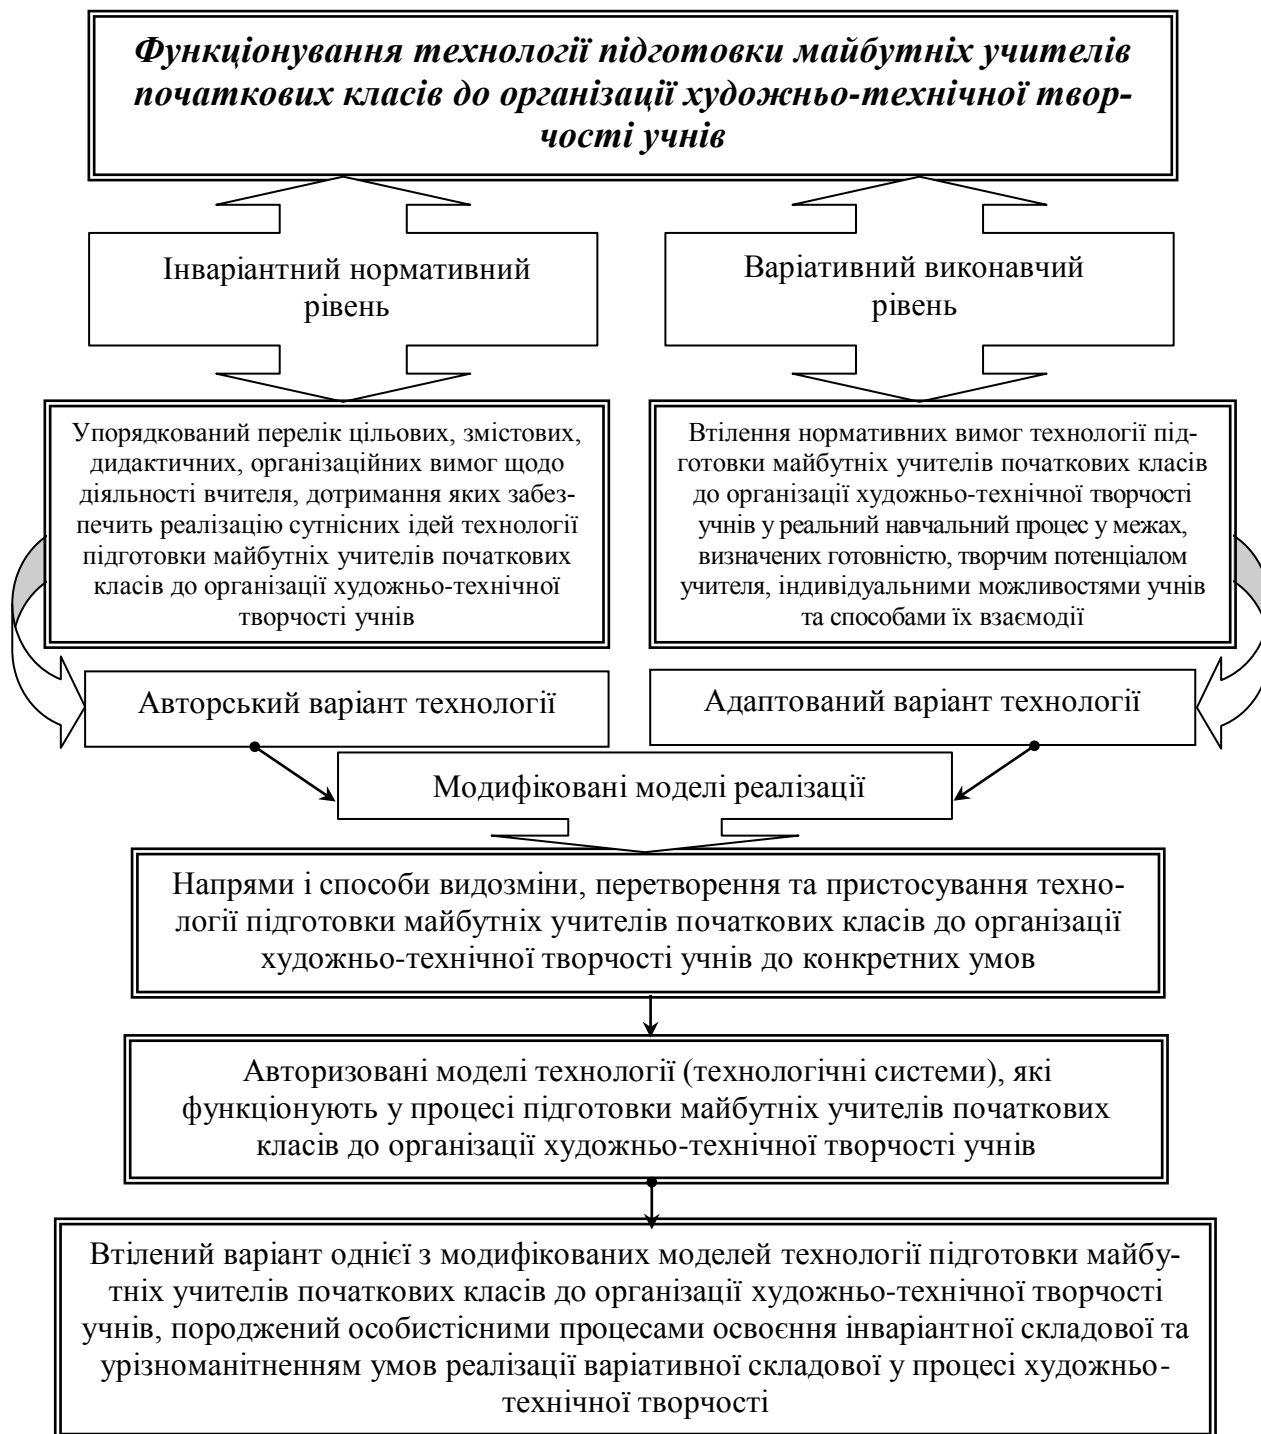 Функціонування технології підготовки майбутніх учителів
початкових класів до організації художньо-технічної твор-
чості учнів
Інваріантний нормативний
рівень
Варіативний виконавчий
рівень
Упорядкований перелік цільових, змістових,
дидактичних, організаційних вимог щодо
діяльності вчителя, дотримання яких забез-
печить реалізацію сутнісних ідей технології
підготовки майбутніх учителів початкових
класів до організації художньо-технічної
творчості учнів
Втілення нормативних вимог технології під-
готовки майбутніх учителів початкових класів
до організації художньо-технічної творчості
учнів у реальний навчальний процес у межах,
визначених готовністю, творчим потенціалом
учителя, індивідуальними можливостями учнів
та способами їх взаємодії
Авторський варіант технології
Адаптований варіант технології
Модифіковані моделі реалізації
Напрями і способи видозміни, перетворення та пристосування техно-
логії підготовки майбутніх учителів початкових класів до організації
художньо-технічної творчості учнів до конкретних умов
Авторизовані моделі технології (технологічні системи), які
функціонують у процесі підготовки майбутніх учителів початкових
класів до організації художньо-технічної творчості учнів
Втілений варіант однієї з модифікованих моделей технології підготовки майбу-
тніх учителів початкових класів до організації художньо-технічної творчості
учнів, породжений особистісними процесами освоєння інваріантної складової та
урізноманітненням умов реалізації варіативної складової у процесі художньо-
технічної творчості